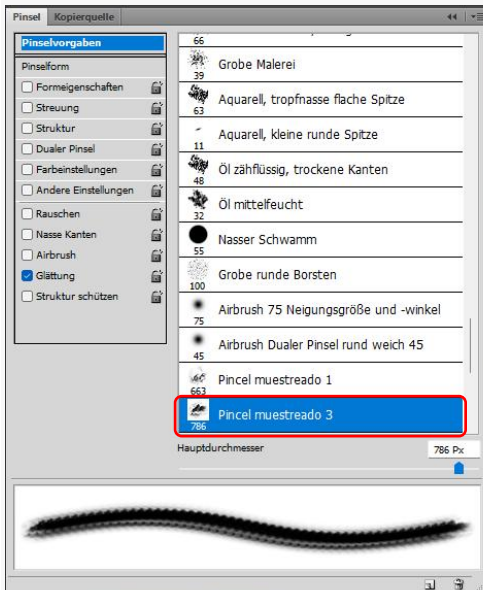 Pinsel Kopierquelle
Pinselvorgaben
Pinselform
Formeigenschaften
Streuung
Struktur
Dualer Pinsel
Farbeinstellungen
Andere Einstellungen
Rauschen
Nasse Kanten
Airbrush
Glättung
Struktur schützen
66
Grobe Malerei
39
Aquarell, tropfnasse flache Spitze
63
Aquarell, kleine runde Spitze
11
Öl zähflüssig, trockene Kanten
48
Öl mittelfeucht
32
Nasser Schwamm
55
Grobe runde Borsten
100
Airbrush 75 Neigungsgröße und -winkel
75
Airbrush Dualer Pinsel rund weich 45
45
Pincel muestreado 1
663
Pincel muestreado 3
786
Hauptdurchmesser 786 Px